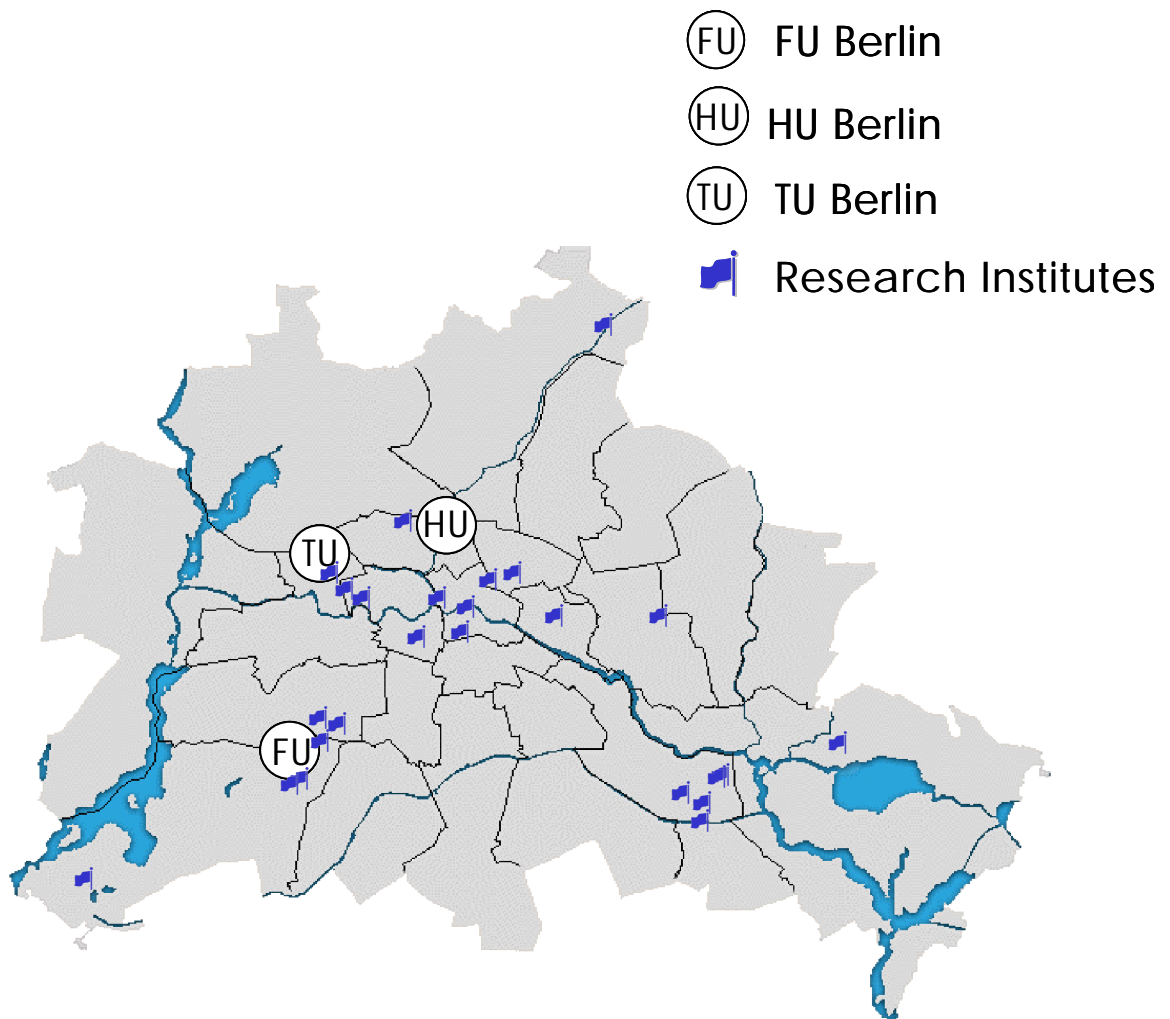 FU FU Berlin
HU HU Berlin
TU TU Berlin
Research Institutes
HU
TU
FU